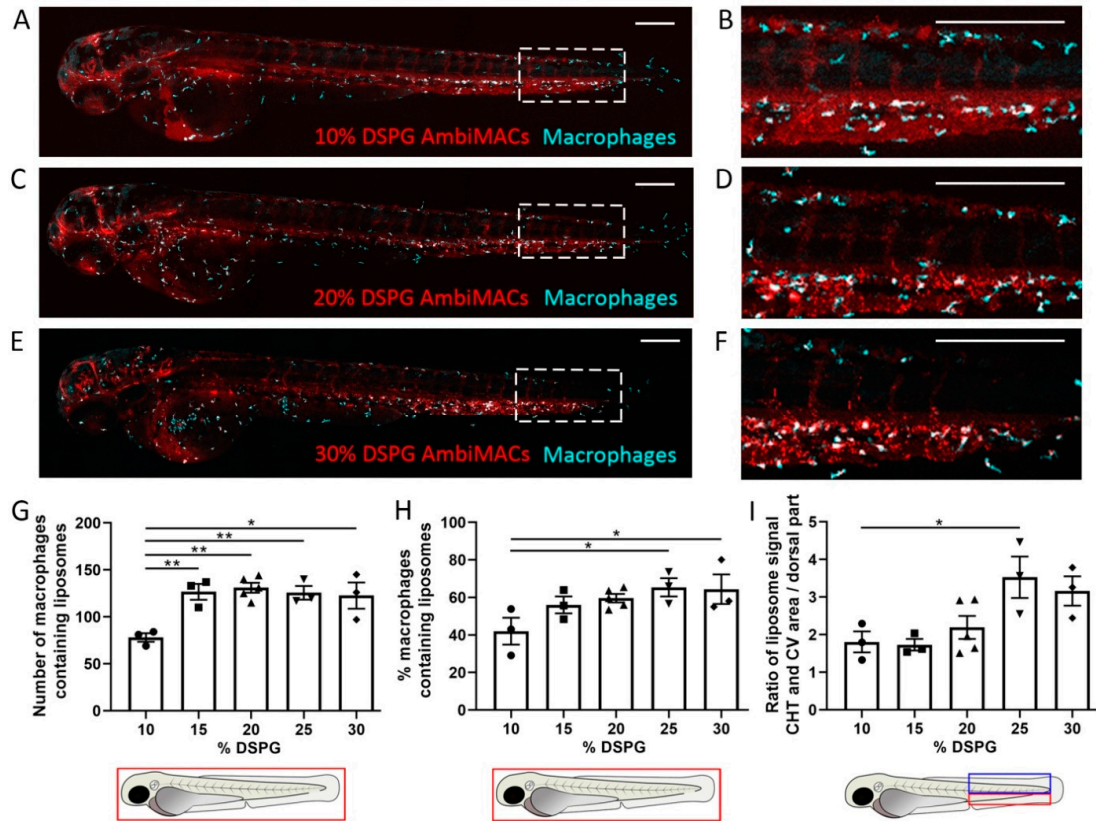 A
B
10% DSPG AmbiMACs Macrophages
C
D
20% DSPG AmbiMACs Macrophages
E
F
30% DSPG AmbiMACs Macrophages
G
Number of macrophages
containing liposomes
200
150
100
50
0
*
**
**
**
10 15 20 25 30
% DSPG
H
% macrophages
containing liposomes
100
80
60
40
20
0
*
*
10 15 20 25 30
% DSPG
I
Ratio of liposome signal
CHT and CV area / dorsal part
5
4
3
2
1
0
*
10 15 20 25 30
% DSPG